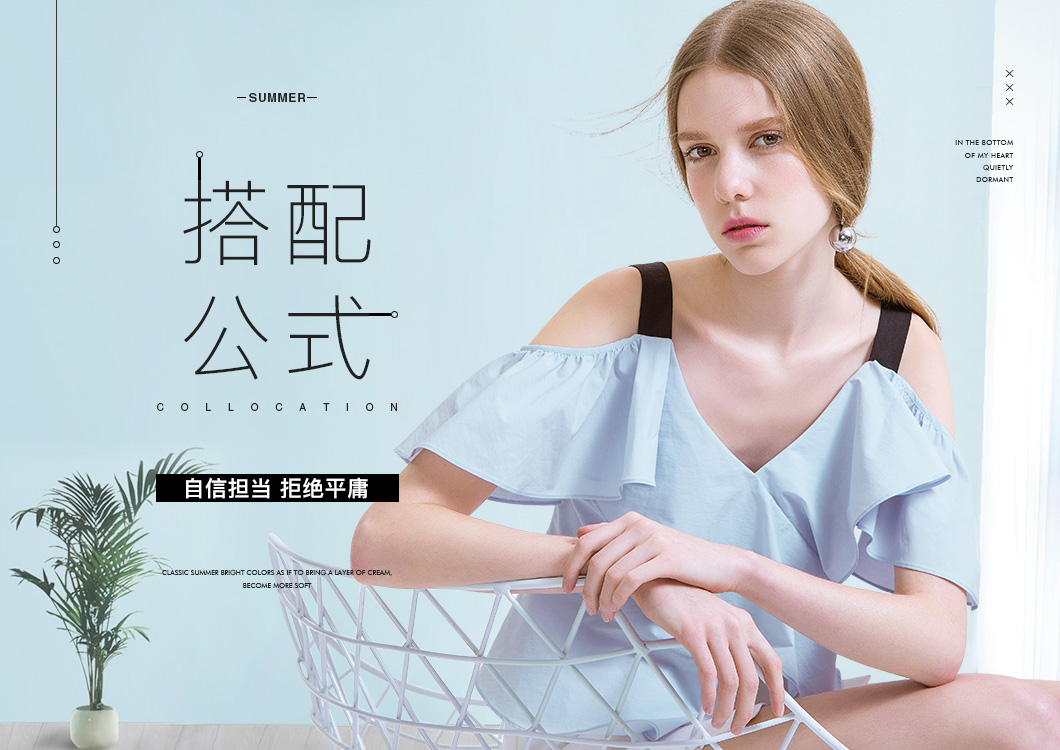 SUMMER
搭配
公式
COLLOCATION
自信担当 拒绝平庸
CLASSIC SUMMER BRIGHT COLORS AS IF TO BRING A LAYER OF CREAM,
BECOME MORE SOFT
IN THE BOTTOM
OF MY HEART
QUIETLY
DORMANT